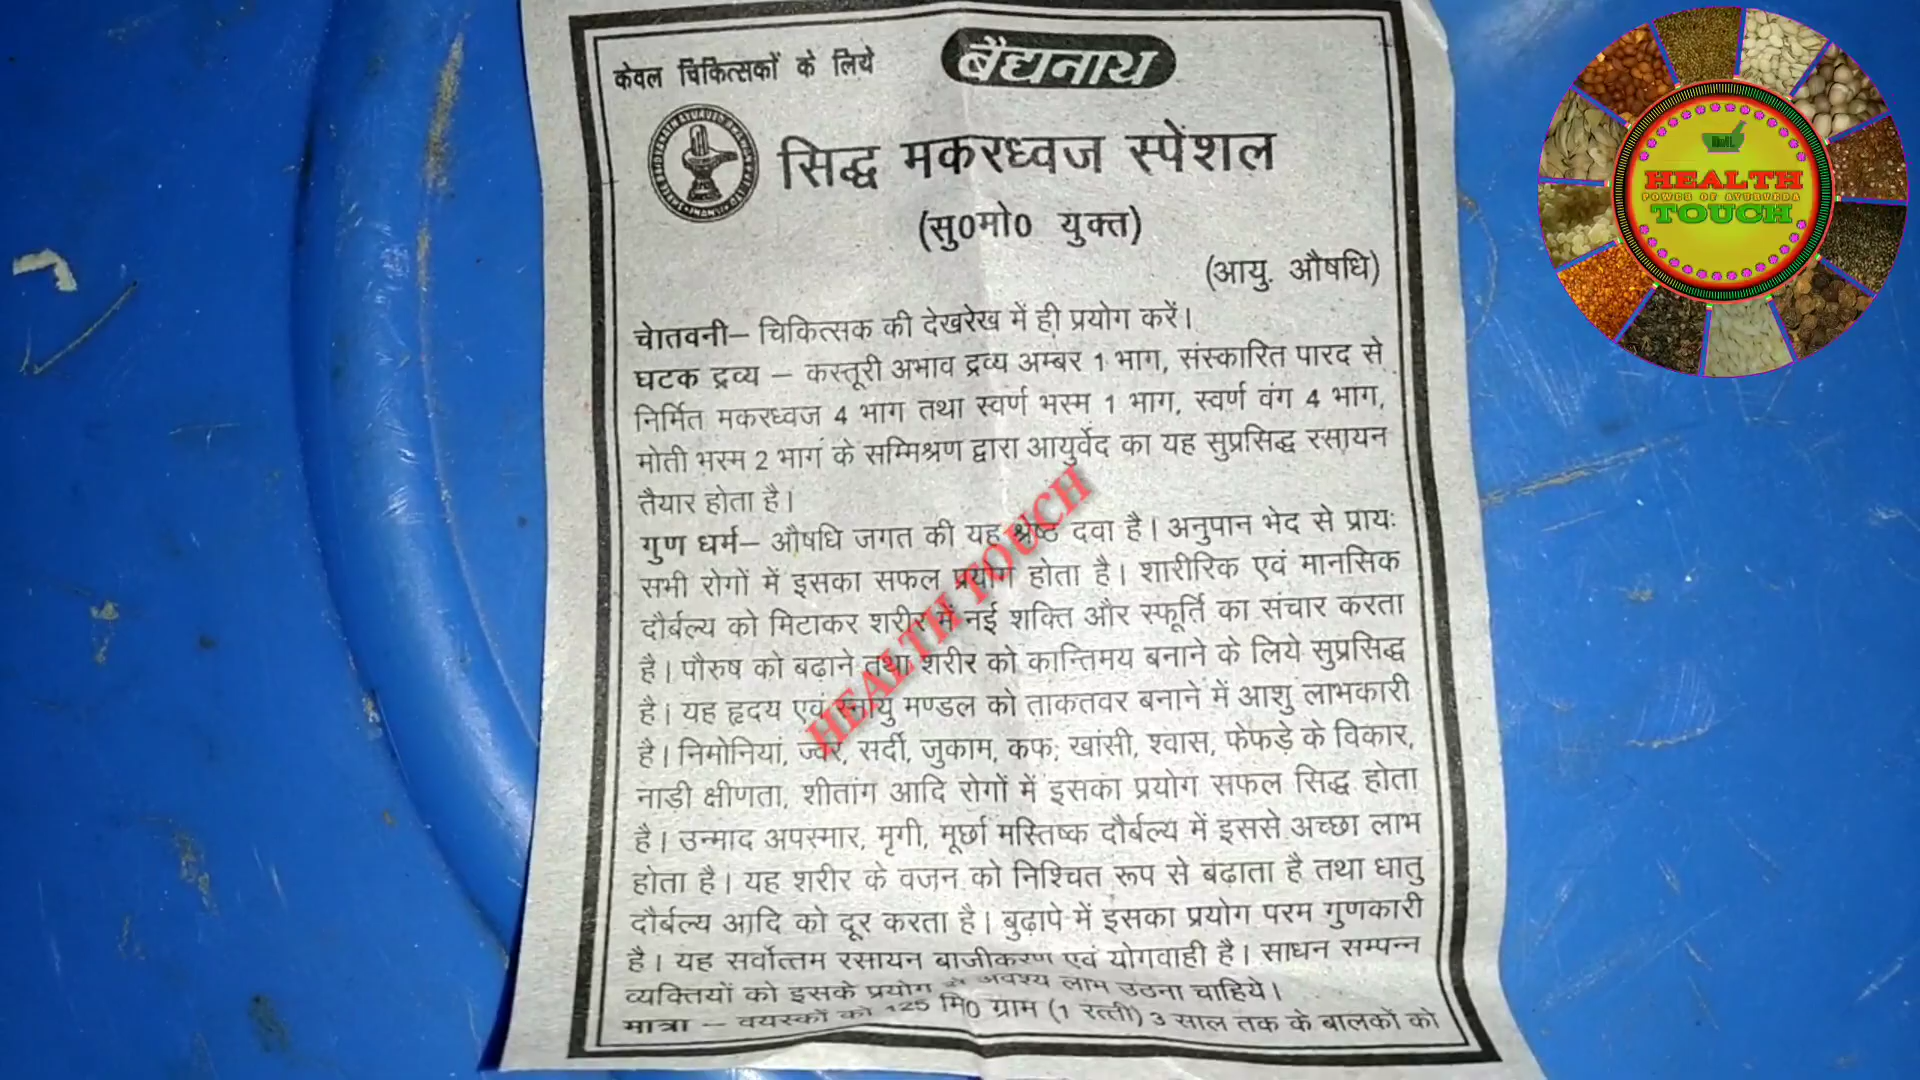 केवल चिकित्सकों के लिये
बैद्यनाथ
सिद्ध मकरध्वज स्पेशल
(सु0मो0 युक्त)
(आयु. औषधि)
चेातवनी– चिकित्सक की देखरेख में ही प्रयोग करें।
घटक द्रव्य – कस्तूरी अभाव द्रव्य अम्बर 1 भाग, संस्कारित पारद से
निर्मित मकरध्वज 4 भाग तथा स्वर्ण भस्म 1 भाग, स्वर्ण वंग 4 भाग,
मोती भस्म 2 भाग के सम्मिश्रण द्वारा आयुर्वेद का यह सुप्रसिद्ध रसायन
तैयार होता है।
गुण धर्म– औषधि जगत की यह श्रेष्ठ दवा है। अनुपान भेद से प्रायः
सभी रोगों में इसका सफल प्रयोग होता है। शारीरिक एवं मानसिक
दौर्बल्य को मिटाकर शरीर में नई शक्ति और स्फूर्ति का संचार करता
है। पौरुष को बढाने तथा शरीर को कान्तिमय बनाने के लिये सुप्रसिद्ध
है। यह हृदय एवं स्नायु मण्डल को ताकतवर बनाने में आशु लाभकारी
है। निमोनियां, ज्वर, सर्दी, जुकाम, कफ, खांसी, श्वास, फेफड़े के विकार,
नाडी क्षीणता, शीतांग आदि रोगों में इसका प्रयोग सफल सिद्ध होता
है। उन्माद अपस्मार, मृगी, मूर्छा मस्तिष्क दौर्बल्य में इससे अच्छा लाभ
होता है। यह शरीर के वजन को निश्चित रूप से बढाता है तथा धातु
दौर्बल्य आदि को दूर करता है। बुढापे में इसका प्रयोग परम गुणकारी
है। यह सर्वोत्तम रसायन बाजीकरण एवं योगवाही है। साधन सम्पन्न
व्यक्तियों को इसके प्रयोग से अवश्य लाभ उठना चाहिये।
मात्रा – वयस्कों को 125 मि0 ग्राम (1 रत्ती) 3 साल तक के बालकों को
HEALTH TOUCH
HEALTH
POWER OF AYURVEDA
TOUCH